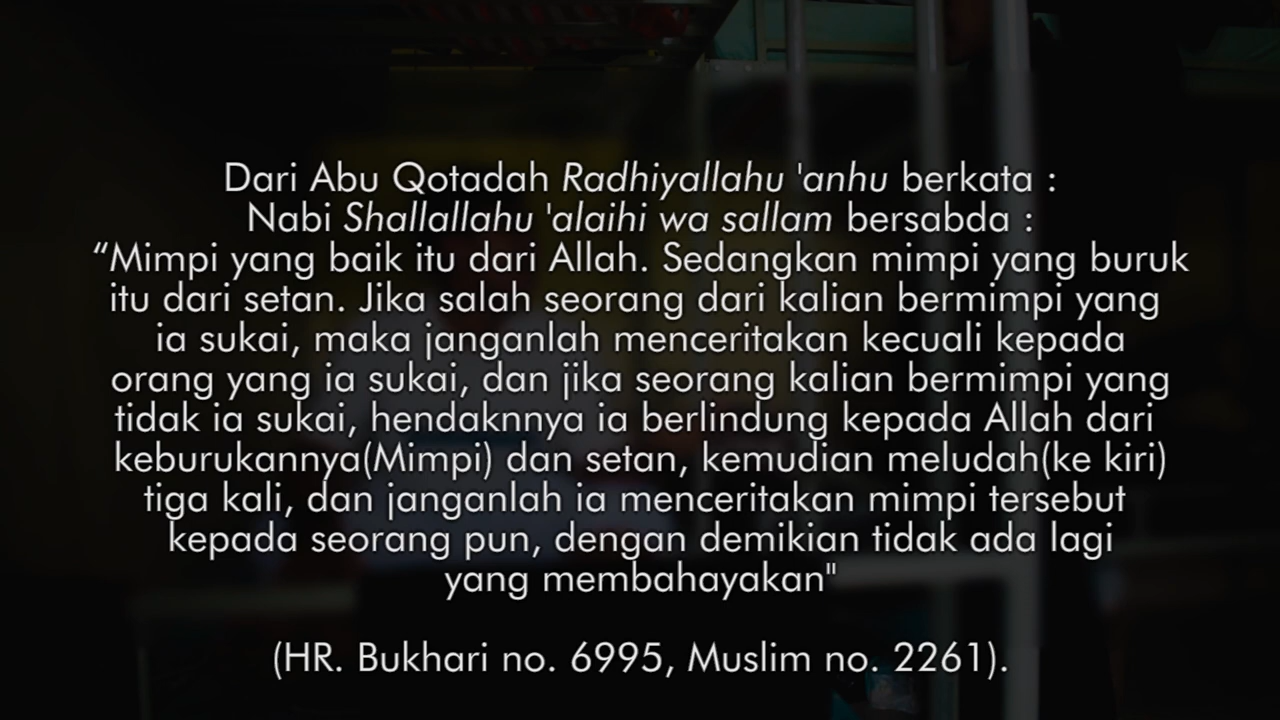 Dari Abu Qotadah Radhiyallahu 'anhu berkata :
Nabi Shallallahu 'alaihi wa sallam bersabda :
“Mimpi yang baik itu dari Allah. Sedangkan mimpi yang buruk
itu dari setan. Jika salah seorang dari kalian bermimpi yang
ia sukai, maka janganlah menceritakan kecuali kepada
orang yang ia sukai, dan jika seorang kalian bermimpi yang
tidak ia sukai, hendaknnya ia berlindung kepada Allah dari
keburukannya(Mimpi) dan setan, kemudian meludah(ke kiri)
tiga kali, dan janganlah ia menceritakan mimpi tersebut
kepada seorang pun, dengan demikian tidak ada lagi
yang membahayakan"
(HR. Bukhari no. 6995, Muslim no. 2261).